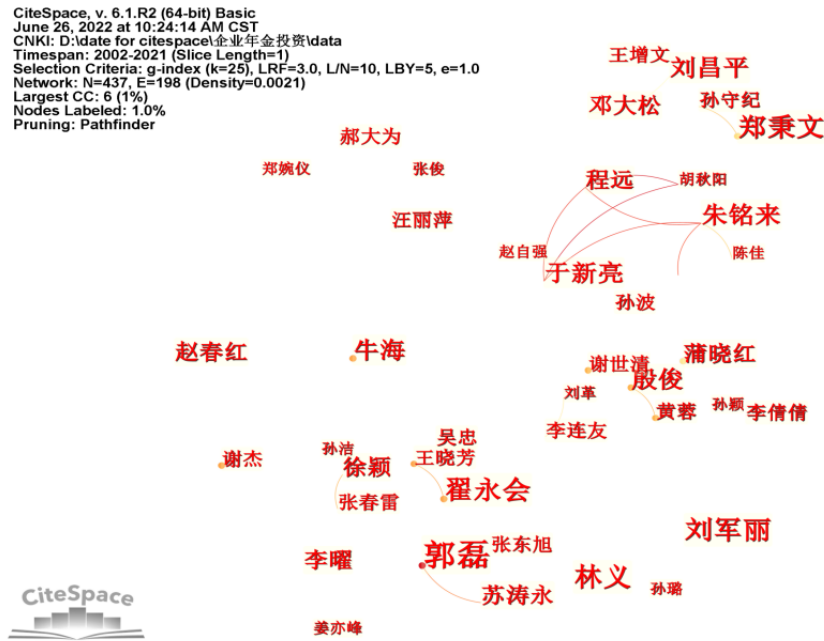 CiteSpace, v. 6.1.R2 (64-bit) Basic
June 26, 2022 at 10:24:14 AM CST
CNKI: D:\date for citespace\企业年金投资\data
Timespan: 2002-2021 (Slice Length=1)
Selection Criteria: g-index (k=25), LRF=3.0, L/N=10, LBY=5, e=1.0
Network: N=437, E=198 (Density=0.0021)
Largest CC: 6 (1%)
Nodes Labeled: 1.0%
Pruning: Pathfinder
王增文
刘昌平
邓大松
孙守纪
郑秉文
郝大为
郑婉仪
张俊
程远
胡秋阳
汪丽萍
朱铭来
赵自强
陈佳
于新亮
孙波
赵春红
牛海
谢世清
蒲晓红
殷俊
刘革
黄蓉
孙颖
李倩倩
李连友
吴忠
孙洁
谢杰
徐颖
王晓芳
张春雷
翟永会
刘军丽
李曜
郭磊
张东旭
林义
苏涛永
孙璐
姜亦峰
CiteSpace